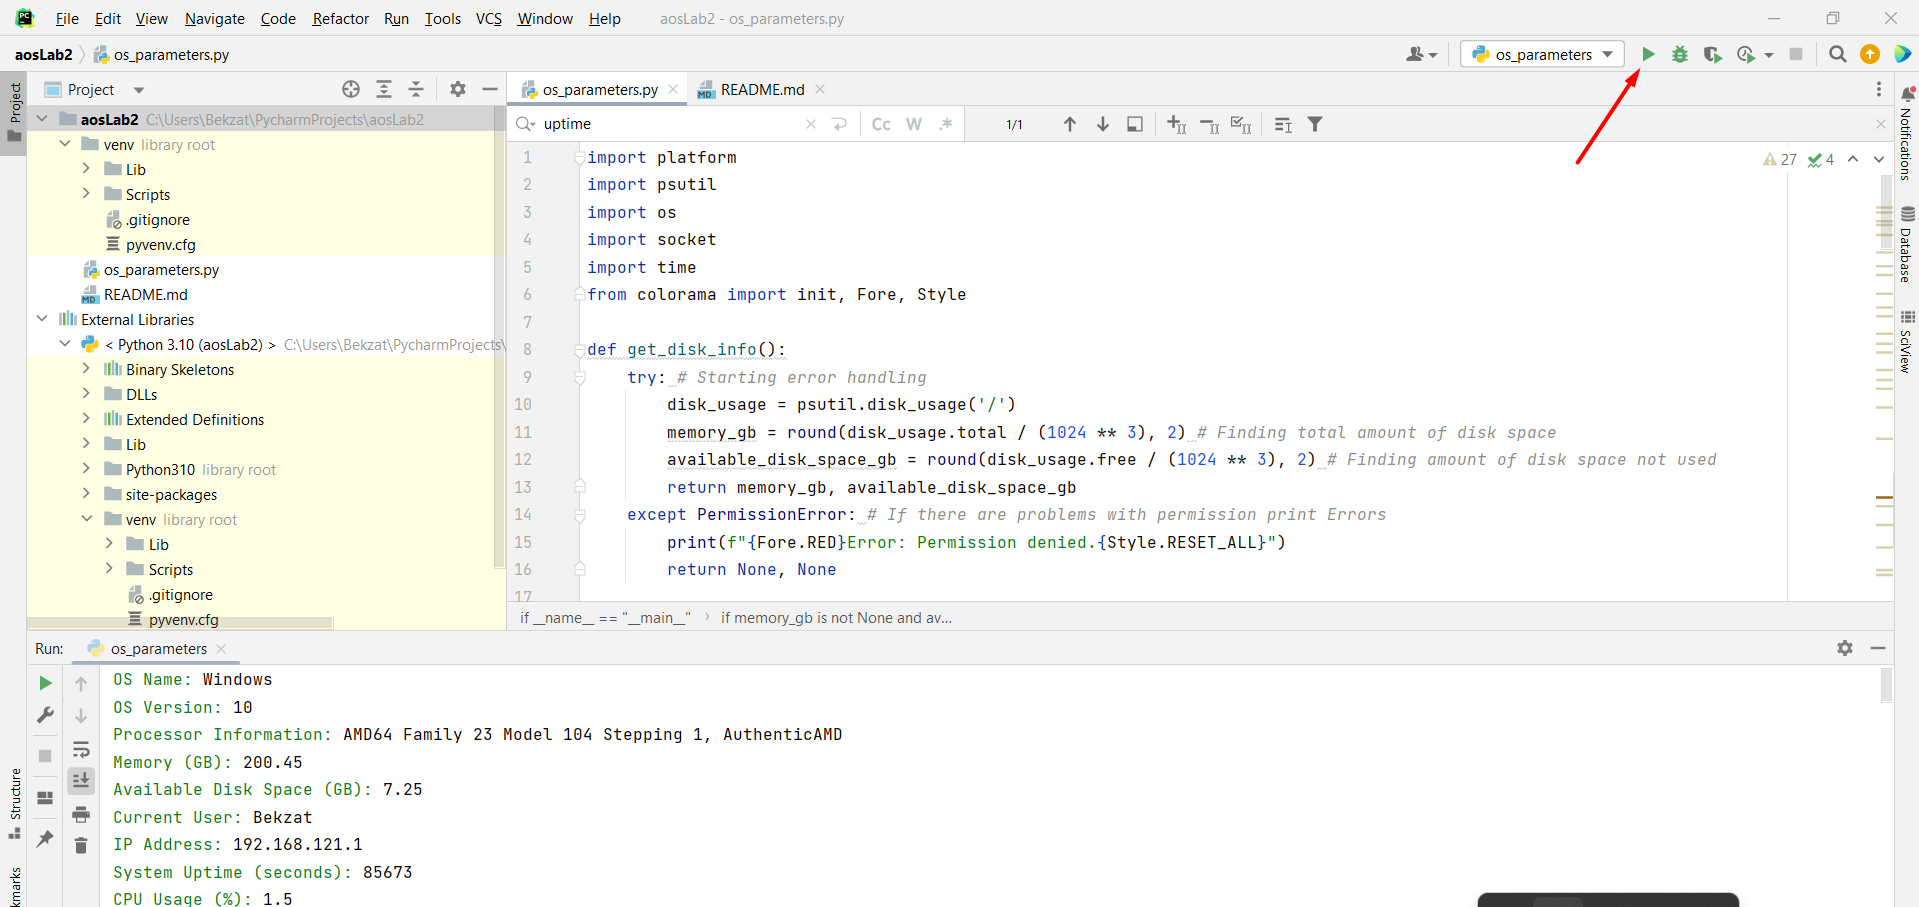 File Edit View Navigate Code Refactor Run Tools VCS Window Help aosLab2 - os_parameters.py
aosLab2 os_parameters.py os_parameters
Project
os_parameters.py README.md
Project
aosLab2 C:\Users\Bekzat\PycharmProjects\aosLab2
venv library root
Lib
Scripts
.gitignore
pyvenv.cfg
os_parameters.py
README.md
External Libraries
< Python 3.10 (aosLab2) > C:\Users\Bekzat\PycharmProjects\
Binary Skeletons
DLLs
Extended Definitions
Lib
Python310 library root
site-packages
venv library root
Lib
Scripts
.gitignore
pyvenv.cfg
uptime Cc W .* 1/1
27 4
1 import platform
2 import psutil
3 import os
4 import socket
5 import time
6 from colorama import init, Fore, Style
7
8 def get_disk_info():
9 try: # Starting error handling
10 disk_usage = psutil.disk_usage('/')
11 memory_gb = round(disk_usage.total / (1024 ** 3), 2) # Finding total amount of disk space
12 available_disk_space_gb = round(disk_usage.free / (1024 ** 3), 2) # Finding amount of disk space not used
13 return memory_gb, available_disk_space_gb
14 except PermissionError: # If there are problems with permission print Errors
15 print(f"{Fore.RED}Error: Permission denied.{Style.RESET_ALL}")
16 return None, None
17
if __name__ == "__main__" if memory_gb is not None and av...
Notifications
Database
SciView
Run: os_parameters
OS Name: Windows
OS Version: 10
Processor Information: AMD64 Family 23 Model 104 Stepping 1, AuthenticAMD
Memory (GB): 200.45
Available Disk Space (GB): 7.25
Current User: Bekzat
IP Address: 192.168.121.1
System Uptime (seconds): 85673
CPU Usage (%): 1.5
Structure
kmarks